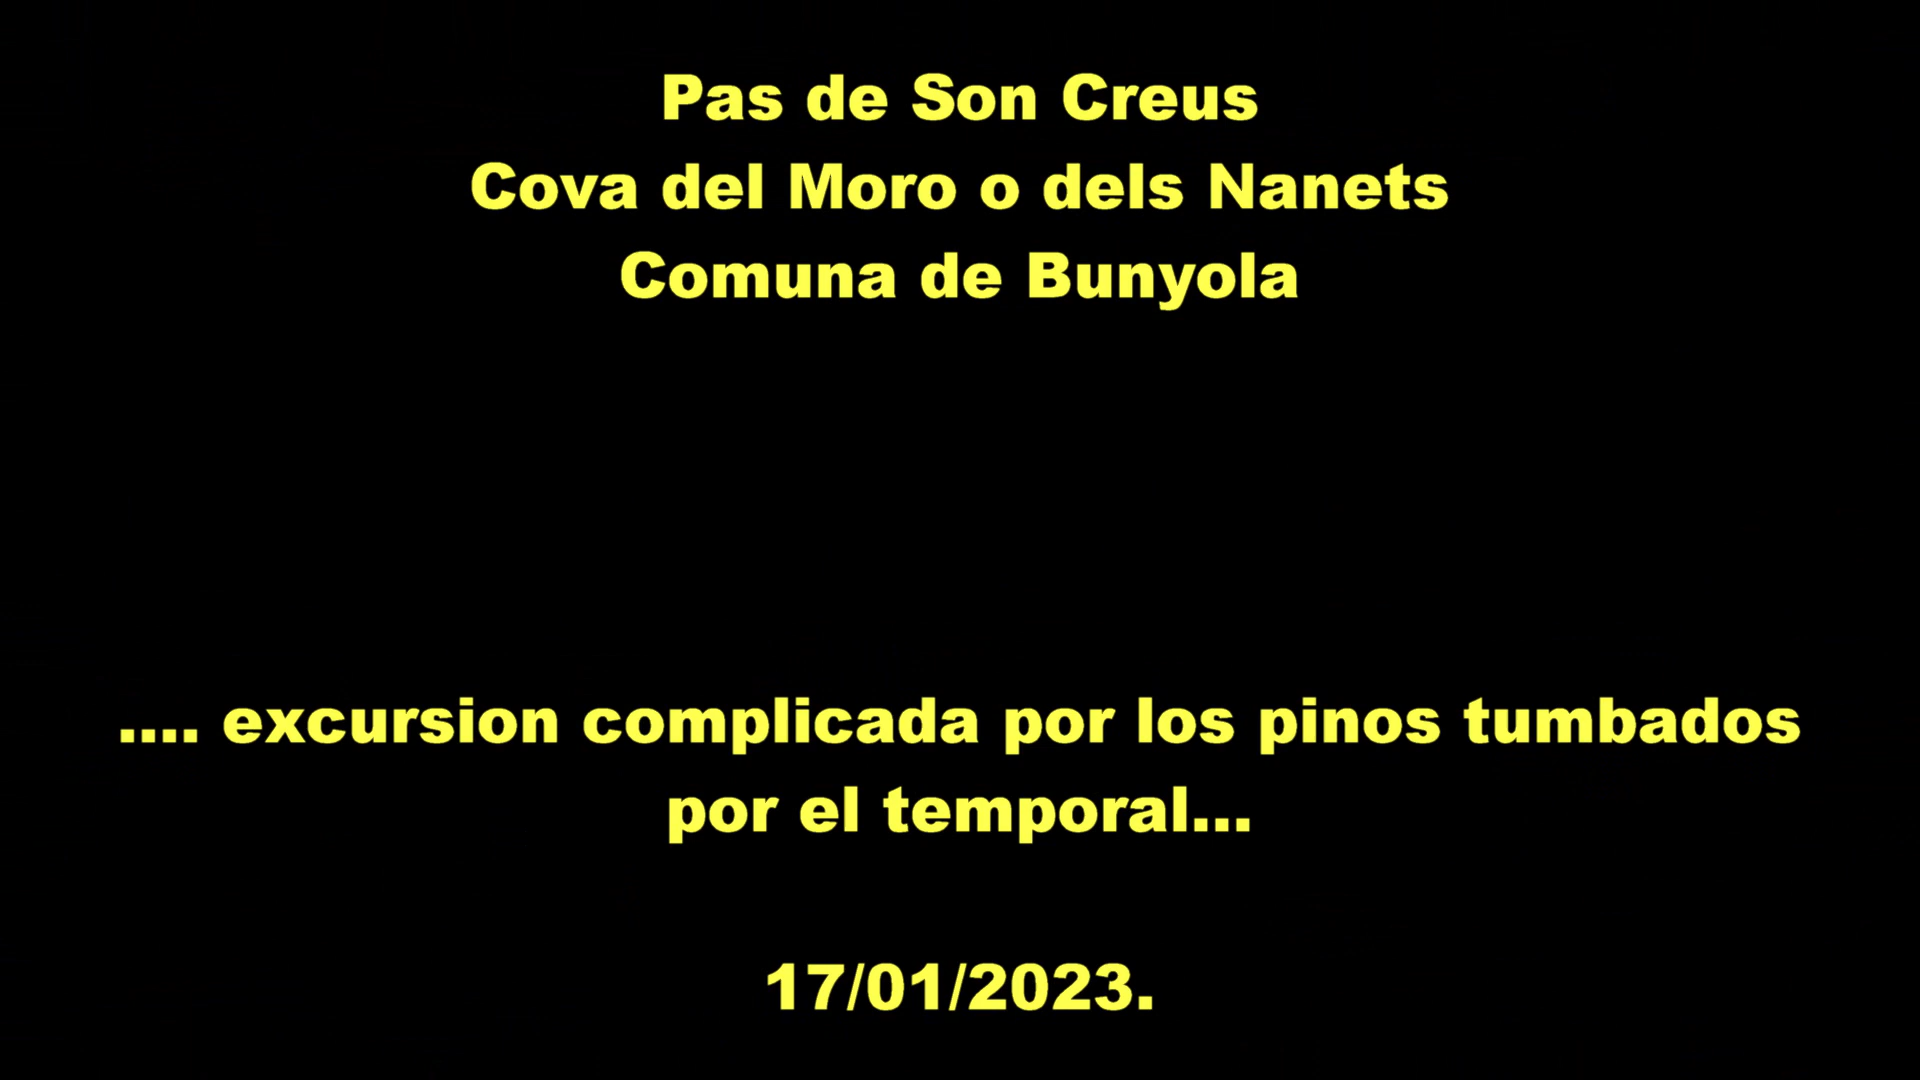 Pas de Son Creus
Cova del Moro o dels Nanets
Comuna de Bunyola
.... excursion complicada por los pinos tumbados
por el temporal...
17/01/2023.